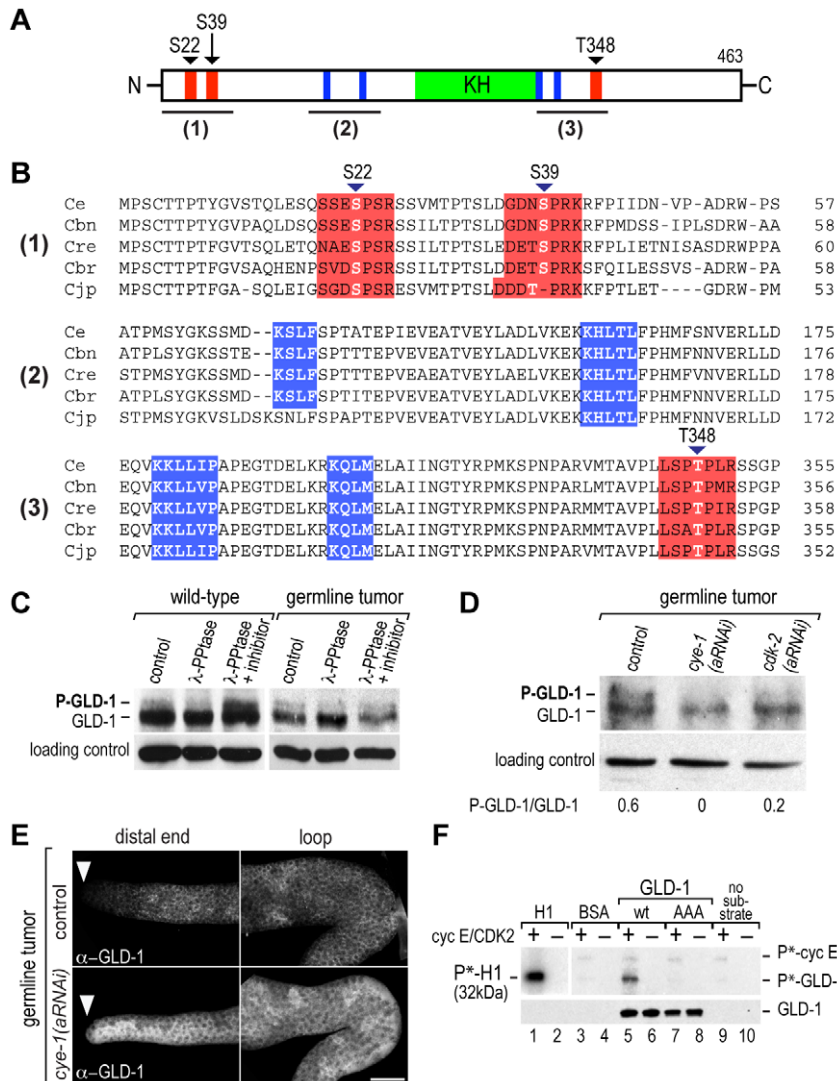 A
S39
S22
T348
463
N
KH
C
(1)
(2)
(3)
B
S22
S39
Ce MPSCTTPTYGVSTQLESQSSESPSRSSVMTPTSLDGDNSPRKRFPIIDN-VP-ADRW-PS 57
Cbn MPSCTTPTYGVPAQLDSQSSESPSRSSILTPTSLEGDNSPRKRFPMDSS-IPLSDRW-AA 58
(1) Cre MPSCTTPTFGVTSQLETQNAESPSRSSILTPTSLEDETSPRKRFPLIETNISASDRWPPA 60
Cbr MPSCTTPTFGVSAQHENPSVDSPSRSSILTPTSLDDETSPRKSFQILESSVS-ADRW-PA 58
Cjp MPSCTTPTFGA-SQLEIGSGDSPSRESSLTPTSLDDDT-PRKKFPTLET----GDRW-PM 53
Ce ATPMSYGKSSMD--KSLFSPTATEPIEVEATVEYLADLVKEKKHLTLFPHMFSNVERLLD 175
Cbn ATPMSYGKSSTE--KSLFSPTTTEPVEVEATVEYLADLVKEKKHLTLFPHMFNNVERLLD 176
(2) Cre STPMSYGKSSMD--KSLFSPTITEPVEAEATVEYLAELVKEKKHLTLFPHMFNNVERLLD 178
Cbr ATPLSYGKSSMD--KSLFSPTITEPVEVEATVEYLADLVKEKKHLTLFPHMFNNVERLLD 175
Cjp STPMSYGKVSLDSKSNLFSPAPTEPVEVEATVEYLADLVKEKKHLTLFPHMFNNVERLLD 172
T348
Ce EQVKKLLIPAPEGTDELKRKQLMELAIINGTYRPMKSPNPARVMTAVPLLSPTPLRSSGP 355
Cbn EQVKKLLVPAPEGTDELKRKQLMELAIINGTYRPMKSPNPARVMTAVPLLSPTPMRSSGP 356
(3) Cre EQVKKLLVPAPEGTDELKRKQLMELAIINGTYRPMKSPNPARMMTAVPLLSPTPIRSSGP 358
Cbr EQVKKLLVPAPEGTDELKRKQLMELAIINGTYRPMKSPNPARMMTAVPLLSATPLRSSGP 355
Cjp EQVKKLLIPAPEGTDELKRKQLMELAIINGTYRPMKSPNPARVMTAVPLLSPTPLRSSGS 352
C
wild-type germline tumor
control λ-PPtase λ-PPtase + inhibitor control λ-PPtase λ-PPtase + inhibitor
P-GLD-1
GLD-1
loading control
D
germline tumor
control cye-1 (aRNAi) cdk-2 (aRNAi)
P-GLD-1
GLD-1
loading control
P-GLD-1/GLD-1 0.6 0 0.2
E
distal end loop
germline tumor
control
α-GLD-1
cye-1(aRNAi)
α-GLD-1
F
GLD-1
H1 BSA wt AAA no sub-strate
cyc E/CDK2 + − + − + − + − + −
P*-cyc E
P*-H1
(32kDa)
P*-GLD-
GLD-1
1 2 3 4 5 6 7 8 9 10